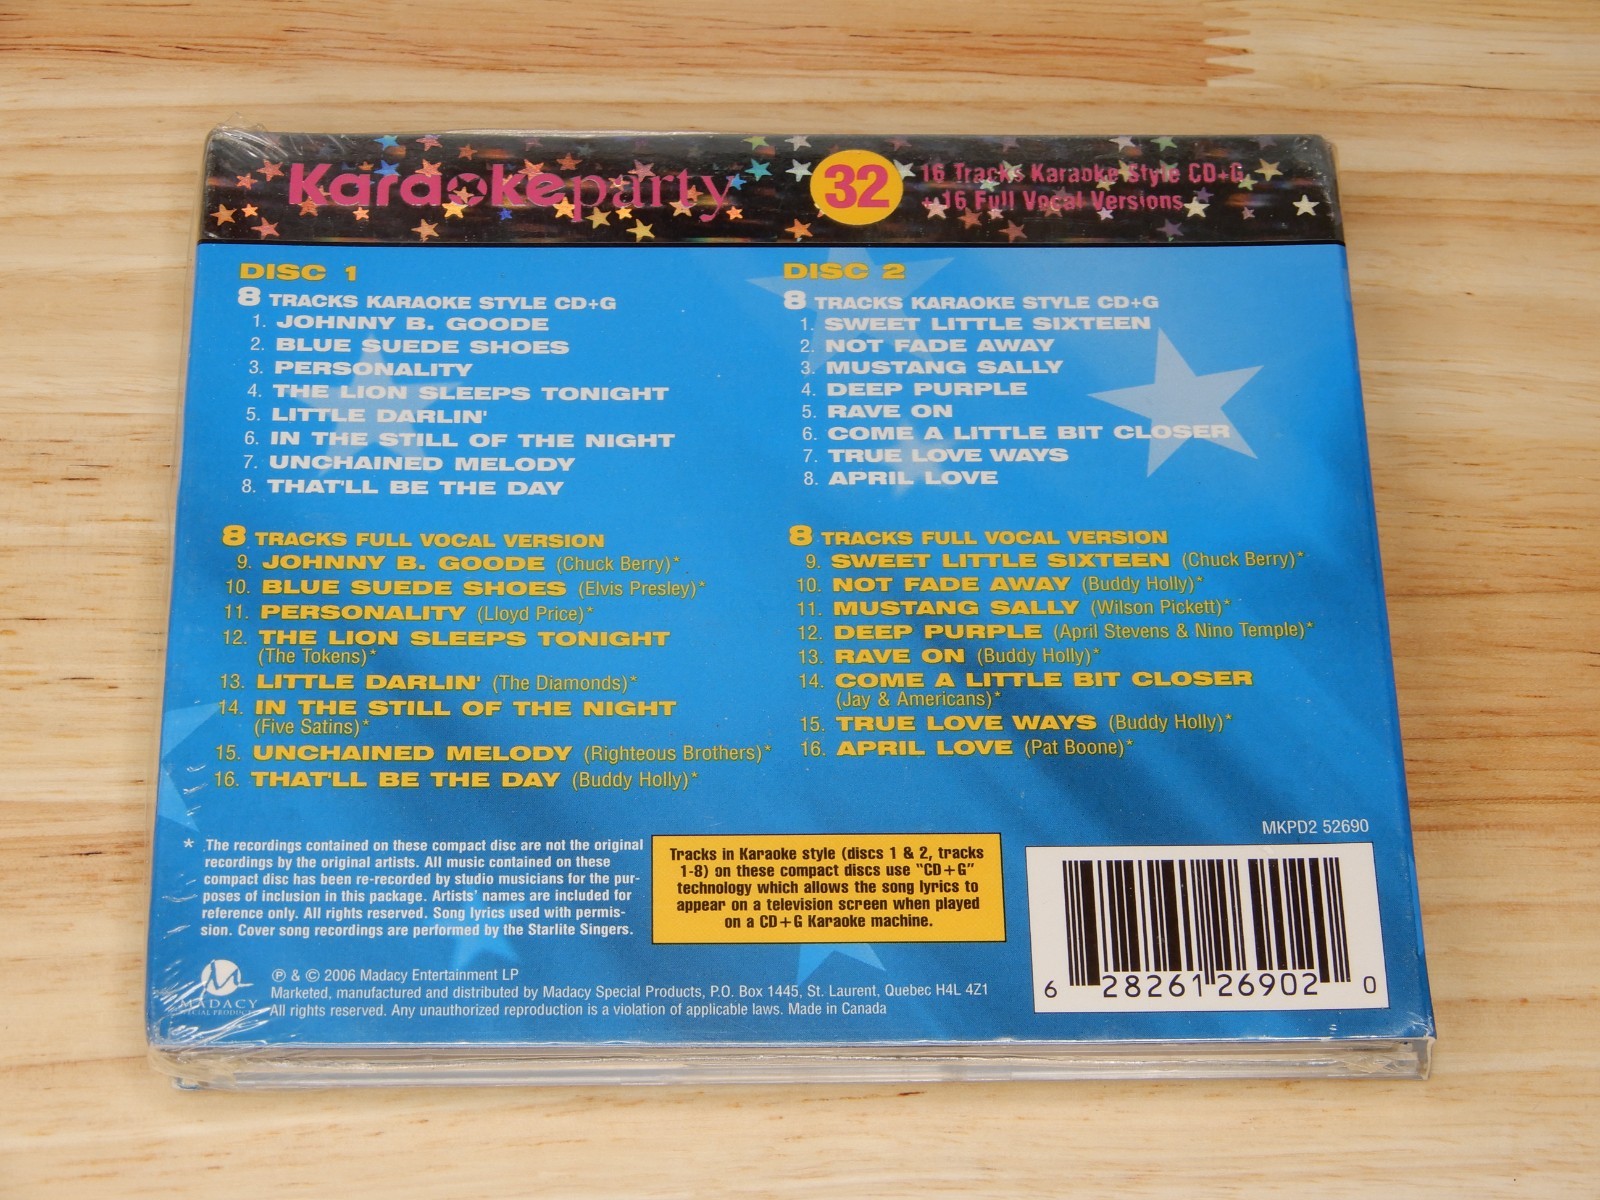 Karaoke party
32
16 Tracks Karaoke Style CD+G
+ 16 Full Vocal Versions
DISC 1
8 TRACKS KARAOKE STYLE CD+G
1. JOHNNY B. GOODE
2. BLUE SUEDE SHOES
3. PERSONALITY
4. THE LION SLEEPS TONIGHT
5. LITTLE DARLIN'
6. IN THE STILL OF THE NIGHT
7. UNCHAINED MELODY
8. THAT'LL BE THE DAY
8 TRACKS FULL VOCAL VERSION
9. JOHNNY B. GOODE (Chuck Berry)*
10. BLUE SUEDE SHOES (Elvis Presley)*
11. PERSONALITY (Lloyd Price)*
12. THE LION SLEEPS TONIGHT
(The Tokens)*
13. LITTLE DARLIN' (The Diamonds)*
14. IN THE STILL OF THE NIGHT
(Five Satins)*
15. UNCHAINED MELODY (Righteous Brothers)*
16. THAT'LL BE THE DAY (Buddy Holly)*
DISC 2
8 TRACKS KARAOKE STYLE CD+G
1. SWEET LITTLE SIXTEEN
2. NOT FADE AWAY
3. MUSTANG SALLY
4. DEEP PURPLE
5. RAVE ON
6. COME A LITTLE BIT CLOSER
7. TRUE LOVE WAYS
8. APRIL LOVE
8 TRACKS FULL VOCAL VERSION
9. SWEET LITTLE SIXTEEN (Chuck Berry)*
10. NOT FADE AWAY (Buddy Holly)*
11. MUSTANG SALLY (Wilson Pickett)*
12. DEEP PURPLE (April Stevens & Nino Temple)*
13. RAVE ON (Buddy Holly)*
14. COME A LITTLE BIT CLOSER
(Jay & Americans)*
15. TRUE LOVE WAYS (Buddy Holly)*
16. APRIL LOVE (Pat Boone)*
* The recordings contained on these compact disc are not the original
recordings by the original artists. All music contained on these
compact disc has been re-recorded by studio musicians for the pur-
poses of inclusion in this package. Artists' names are included for
reference only. All rights reserved. Song lyrics used with permis-
sion. Cover song recordings are performed by the Starlite Singers.
Tracks in Karaoke style (discs 1 & 2, tracks
1-8) on these compact discs use "CD+G"
technology which allows the song lyrics to
appear on a television screen when played
on a CD+G Karaoke machine.
MKPD2 52690
6 28261 26902 0
MADACY
SPECIAL PRODUCTS
℗ & © 2006 Madacy Entertainment LP
Marketed, manufactured and distributed by Madacy Special Products, P.O. Box 1445, St. Laurent, Quebec H4L 4Z1
All rights reserved. Any unauthorized reproduction is a violation of applicable laws. Made in Canada